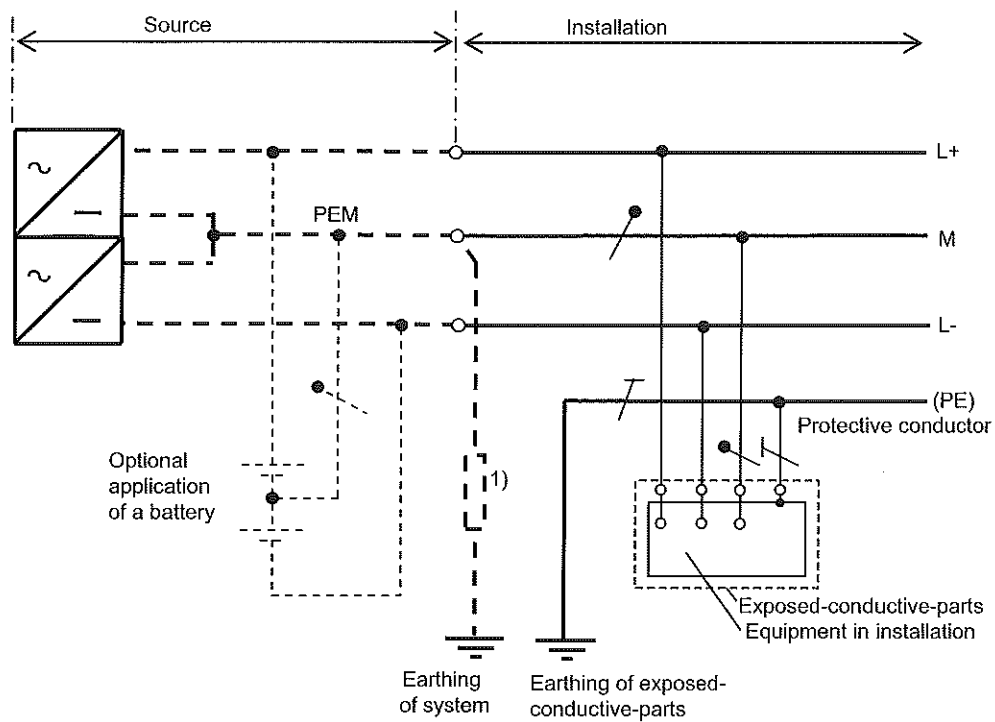 Source
Installation
L+
PEM
M
L-
(PE)
Protective conductor
Optional
application
of a battery
1)
Exposed-conductive-parts
Equipment in installation
Earthing
of system
Earthing of exposed-
conductive-parts